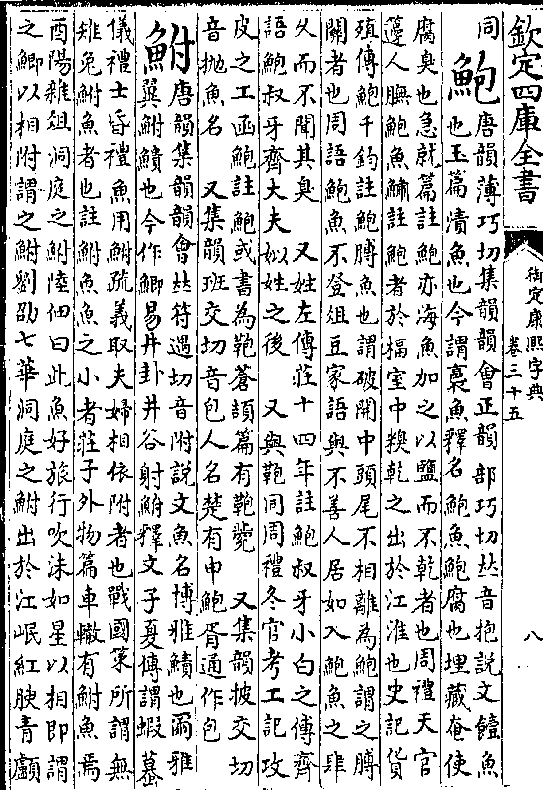 欽定四庫全書
御定康熙字典
卷三十五
八
同
鮑
唐韻薄巧切集韻韻會正韻部巧切𠀤音抱說文饐魚
也玉篇漬魚也今謂裹魚釋名鮑魚鮑腐也埋藏奄使
腐臭也急就篇註鮑亦海魚加之以鹽而不乾者也周禮天官
籩人膴鮑魚鱐註鮑者於楅室中糗乾之出於江淮也史記貨
殖傳鮑千鈞註鮑膊魚也謂破開中頭尾不相離為鮑謂之膊
關者也周語鮑魚不登俎豆家語與不善人居如入鮑魚之肆
乆而不聞其臭　又姓左傳莊十四年註鮑叔牙小白之傅齊
語鮑叔牙齊大夫姒姓之後　又與鞄同周禮冬官考工記攻
皮之工函鮑註鮑或書為鞄蒼頡篇有鞄㼱　又集韻披交切
音抛魚名　又集韻班交切音包人名楚有申鮑胥通作包
鮒
唐韻集韻韻會𠀤符遇切音附說文魚名博雅鰿也爾雅
翼鮒鰿也今作鯽易井卦井谷射鮒釋文子夏傳謂蝦蟇
儀禮士昏禮魚用鮒疏義取夫婦相依附者也戰國策所謂無
雉兔鮒魚者也註鮒魚魚之小者莊子外物篇車轍有鮒魚焉
酉陽雜俎洞庭之鮒陸佃曰此魚好旅行吹沫如星以相即謂
之鯽以相附謂之鮒劉劭七華洞庭之鮒出於江岷紅腴青顱